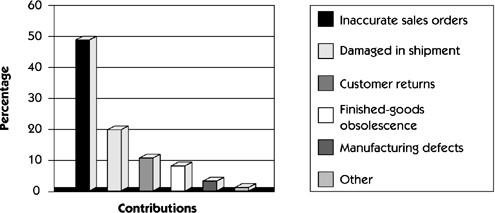 60
50
40
30
20
10
0
Percentage
Contributions
Inaccurate sales orders
Damaged in shipment
Customer returns
Finished-goods
obsolescence
Manufacturing defects
Other